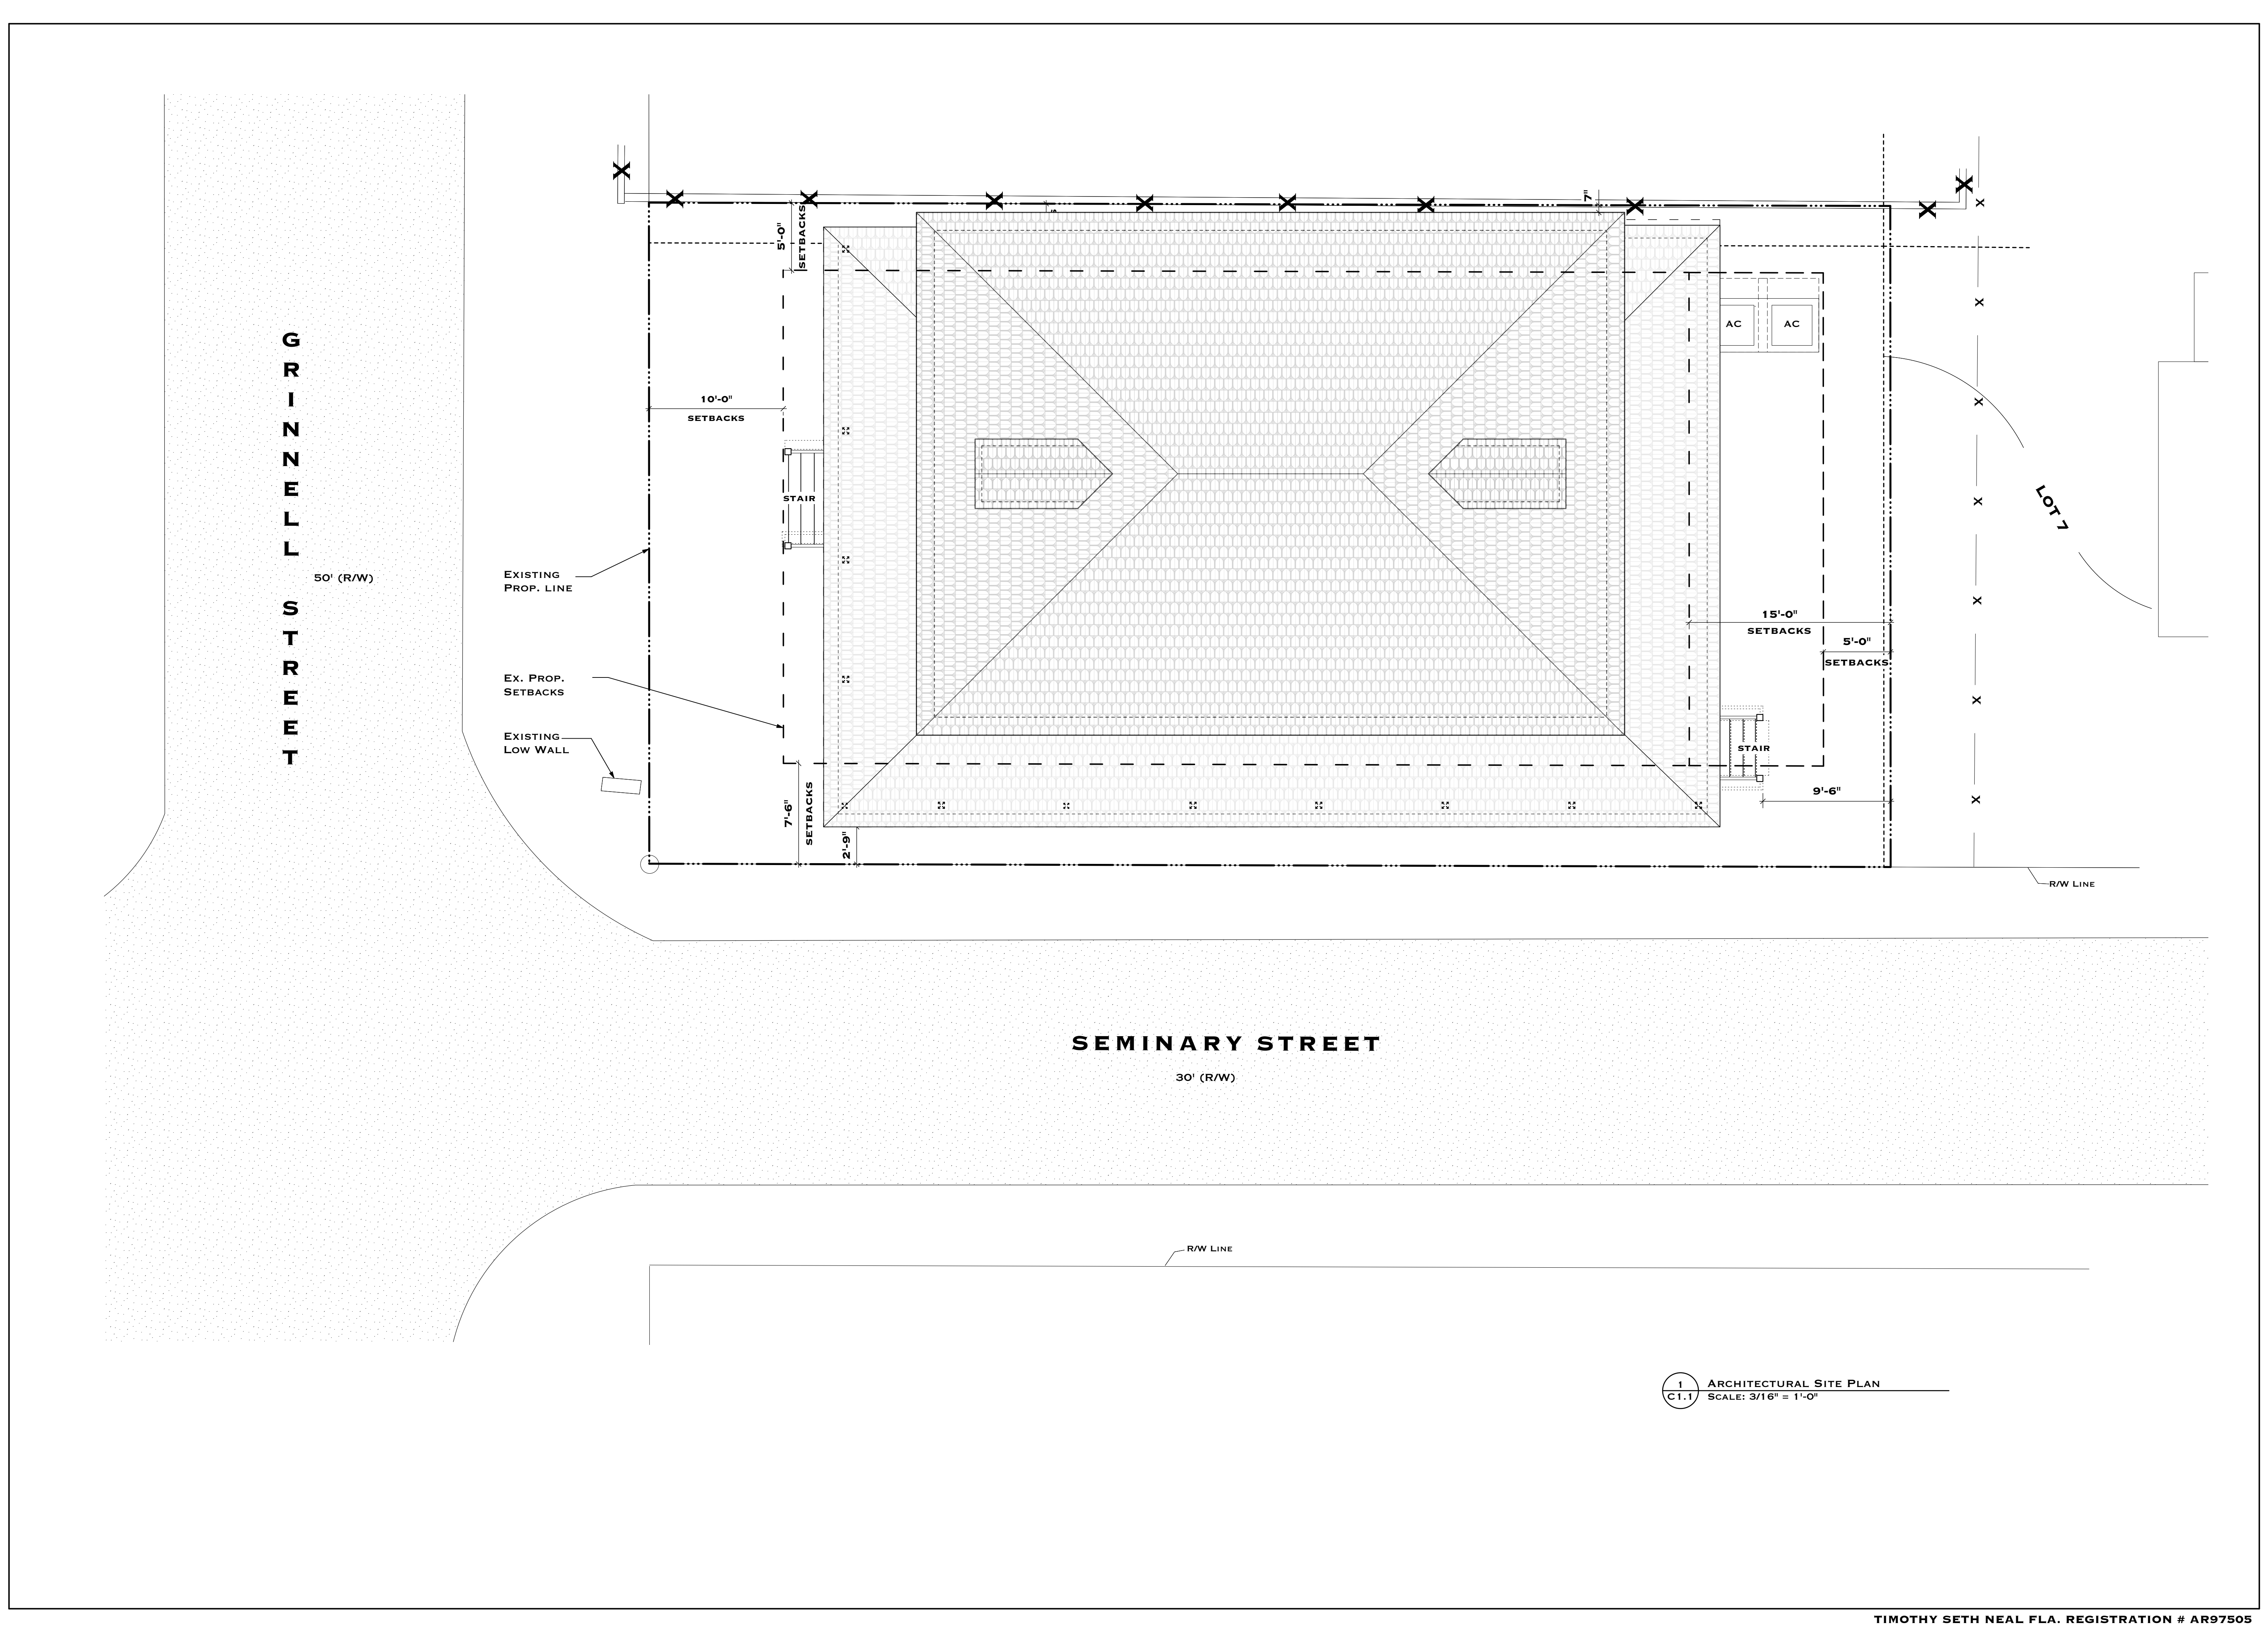 GRINNELL STREET
50' (R/W)
5'-0"
SETBACKS
7"
10'-0"
SETBACKS
STAIR
AC
AC
LOT 7
EXISTING
PROP. LINE
EX. PROP.
SETBACKS
EXISTING
LOW WALL
15'-0"
SETBACKS
5'-0"
SETBACKS
STAIR
9'-6"
7'-6"
SETBACKS
2'-9"
R/W LINE
X
X
X
X
X
X
X
SEMINARY STREET
30' (R/W)
R/W LINE
1
C1.1
ARCHITECTURAL SITE PLAN
SCALE: 3/16" = 1'-0"
TIMOTHY SETH NEAL FLA. REGISTRATION # AR97505